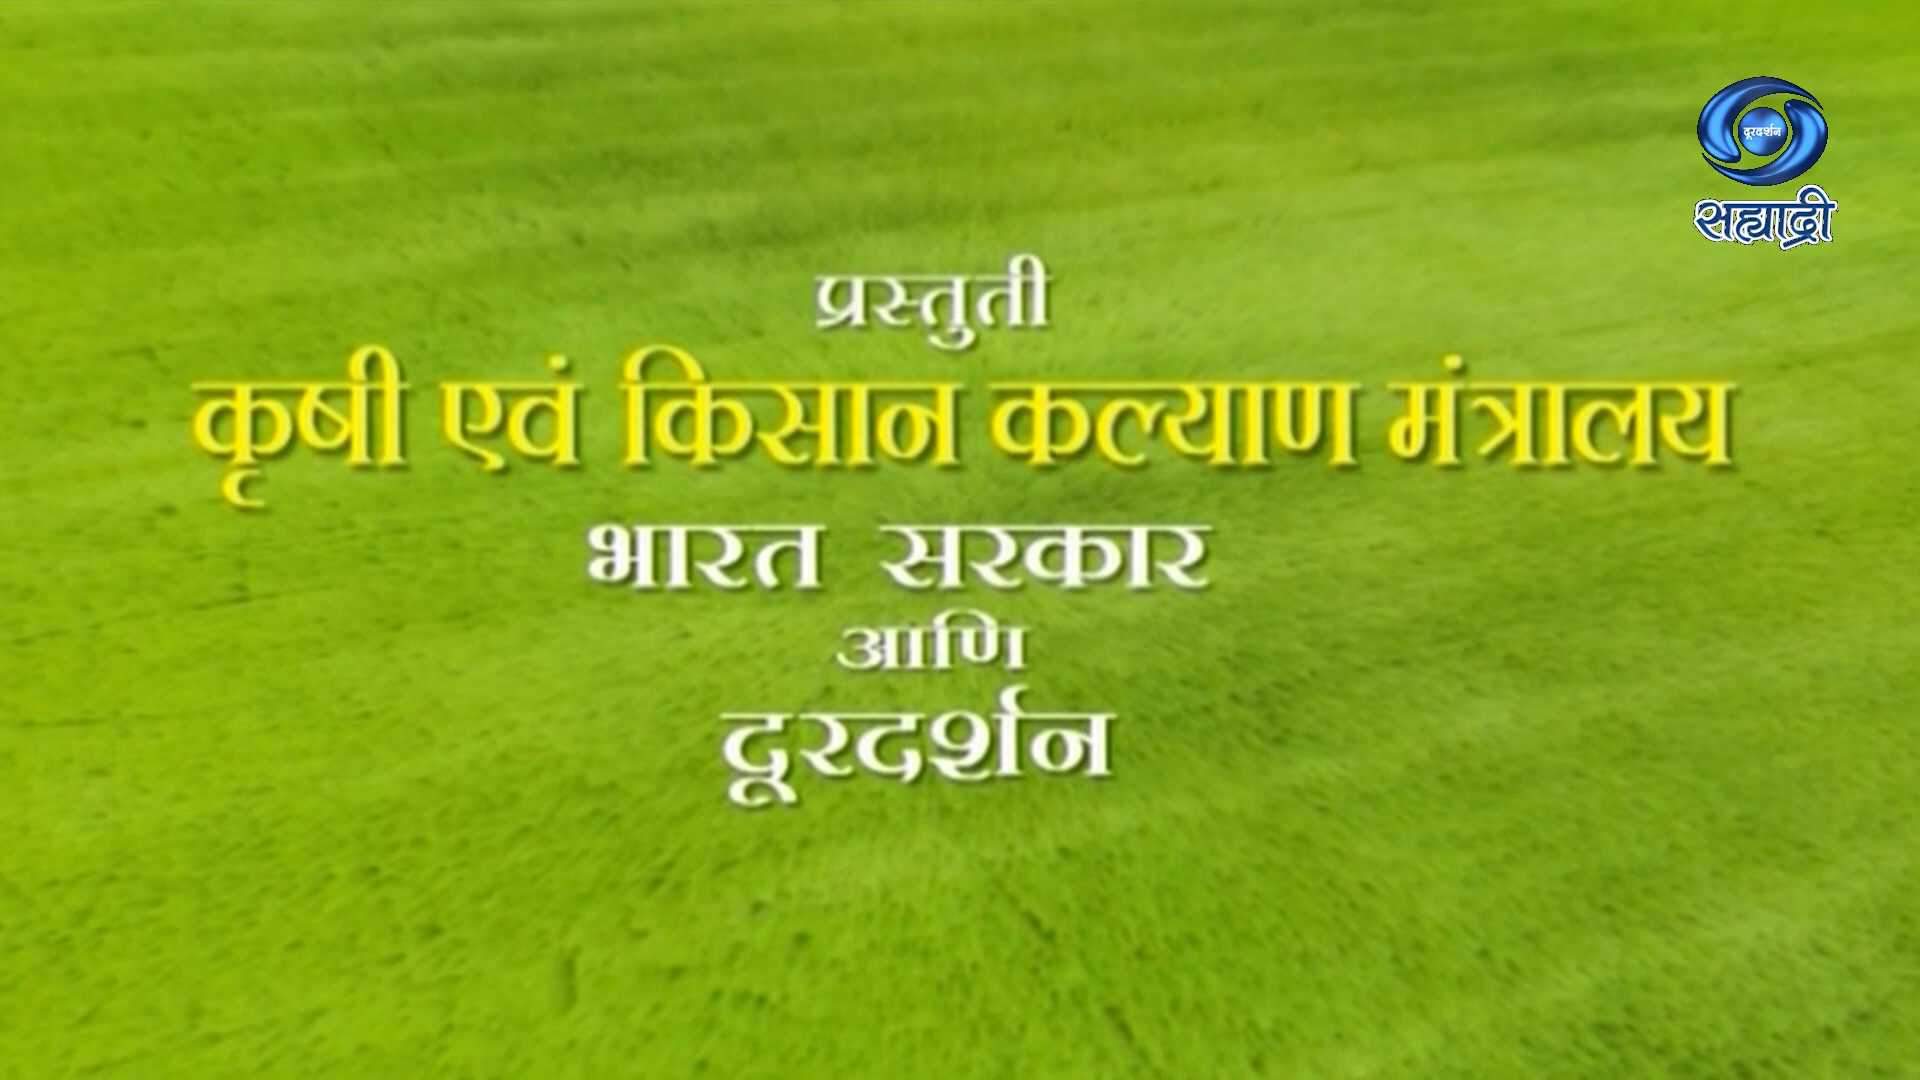 दूरदर्शन
सह्याद्री
प्रस्तुती
कृषी एवं किसान कल्याण मंत्रालय
भारत सरकार
आणि
दूरदर्शन